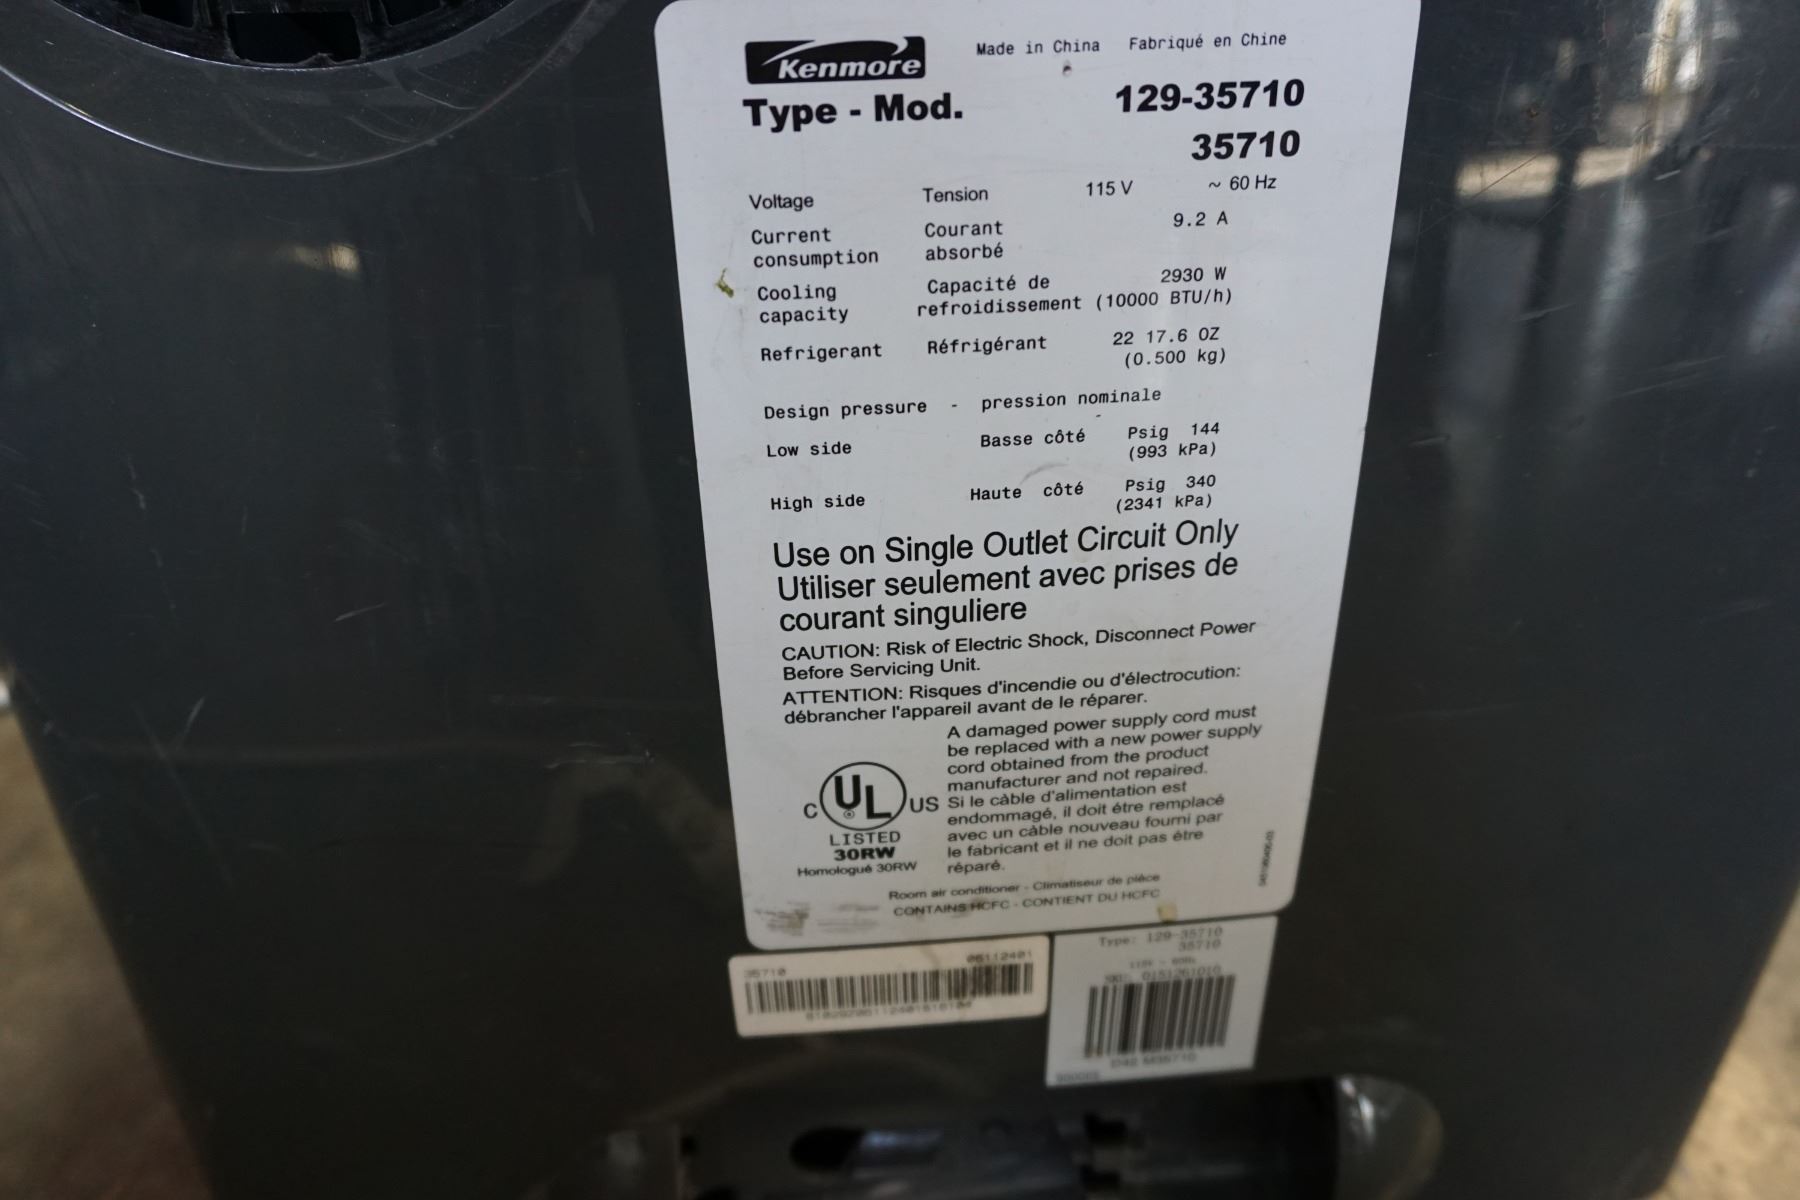 Kenmore Made in China Fabriqué en Chine
Type - Mod. 129-35710
35710
Voltage Tension 115 V ~ 60 Hz
Current consumption Courant absorbé 9.2 A
Cooling capacity Capacité de refroidissement 2930 W (10000 BTU/h)
Refrigerant Réfrigérant 22 17.6 OZ
(0.500 kg)
Design pressure - pression nominale
Low side Basse côté Psig 144
(993 kPa)
High side Haute côté Psig 340
(2341 kPa)
Use on Single Outlet Circuit Only
Utiliser seulement avec prises de
courant singuliere
CAUTION: Risk of Electric Shock, Disconnect Power
Before Servicing Unit.
ATTENTION: Risques d'incendie ou d'électrocution:
débrancher l'appareil avant de le réparer.
A damaged power supply cord must
be replaced with a new power supply
cord obtained from the product
manufacturer and not repaired.
Si le câble d'alimentation est
endommagé, il doit étre remplacé
avec un câble nouveau fourni par
le fabricant et il ne doit pas étre
réparé.
C UL ® US
LISTED
30RW
Homologué 30RW
Room air conditioner - Climatiseur de pièce
CONTAINS HCFC - CONTIENT DU HCFC
35710 06112401
Type: 129-35710
35710